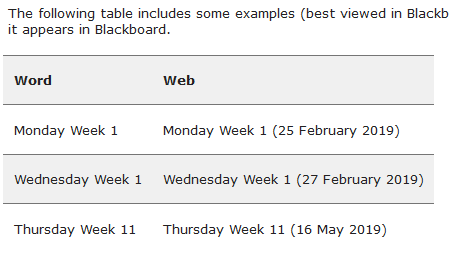 The following table includes some examples (best viewed in Blackb
it appears in Blackboard.
Word Web
Monday Week 1 Monday Week 1 (25 February 2019)
Wednesday Week 1 Wednesday Week 1 (27 February 2019)
Thursday Week 11 Thursday Week 11 (16 May 2019)